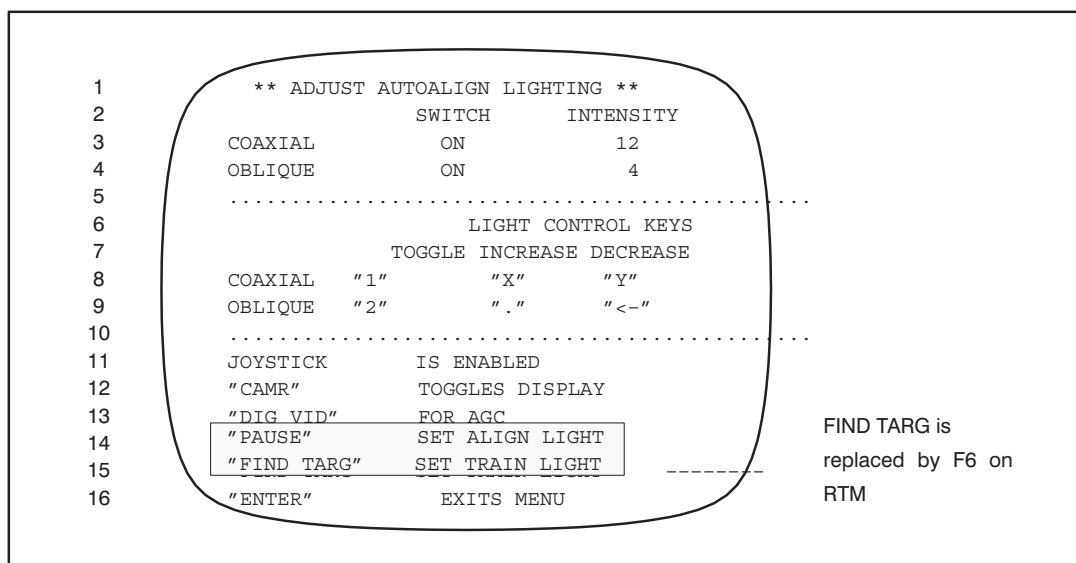 1 ** ADJUST AUTOALIGN LIGHTING **
2 SWITCH INTENSITY
3 COAXIAL ON 12
4 OBLIQUE ON 4
5 ...............................................
6 LIGHT CONTROL KEYS
7 TOGGLE INCREASE DECREASE
8 COAXIAL ”1” ”X” ”Y”
9 OBLIQUE ”2” ”.” ”<–”
10 ...............................................
11 JOYSTICK IS ENABLED
12 ”CAMR” TOGGLES DISPLAY
13 ”DIG VID” FOR AGC
14 ”PAUSE” SET ALIGN LIGHT
15 ”FIND TARG” SET TRAIN LIGHT
16 ”ENTER” EXITS MENU
FIND TARG is
replaced by F6 on
RTM